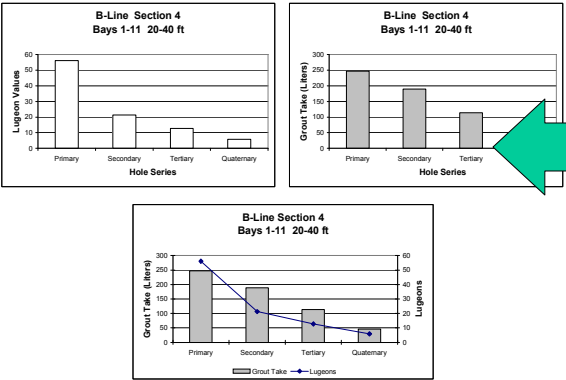 B-Line Section 4
Bays 1-11 20-40 ft
Lugeon Values
60
50
40
30
20
10
0
Primary Secondary Tertiary Quaternary
Hole Series
B-Line Section 4
Bays 1-11 20-40 ft
Grout Take (Liters)
300
250
200
150
100
50
0
Primary Secondary Tertiary
Hole Series
B-Line Section 4
Bays 1-11 20-40 ft
Grout Take (Liters)
300
250
200
150
100
50
0
60
50
40
30
20
10
0
Lugeons
Primary Secondary Tertiary Quaternary
Grout Take Lugeons